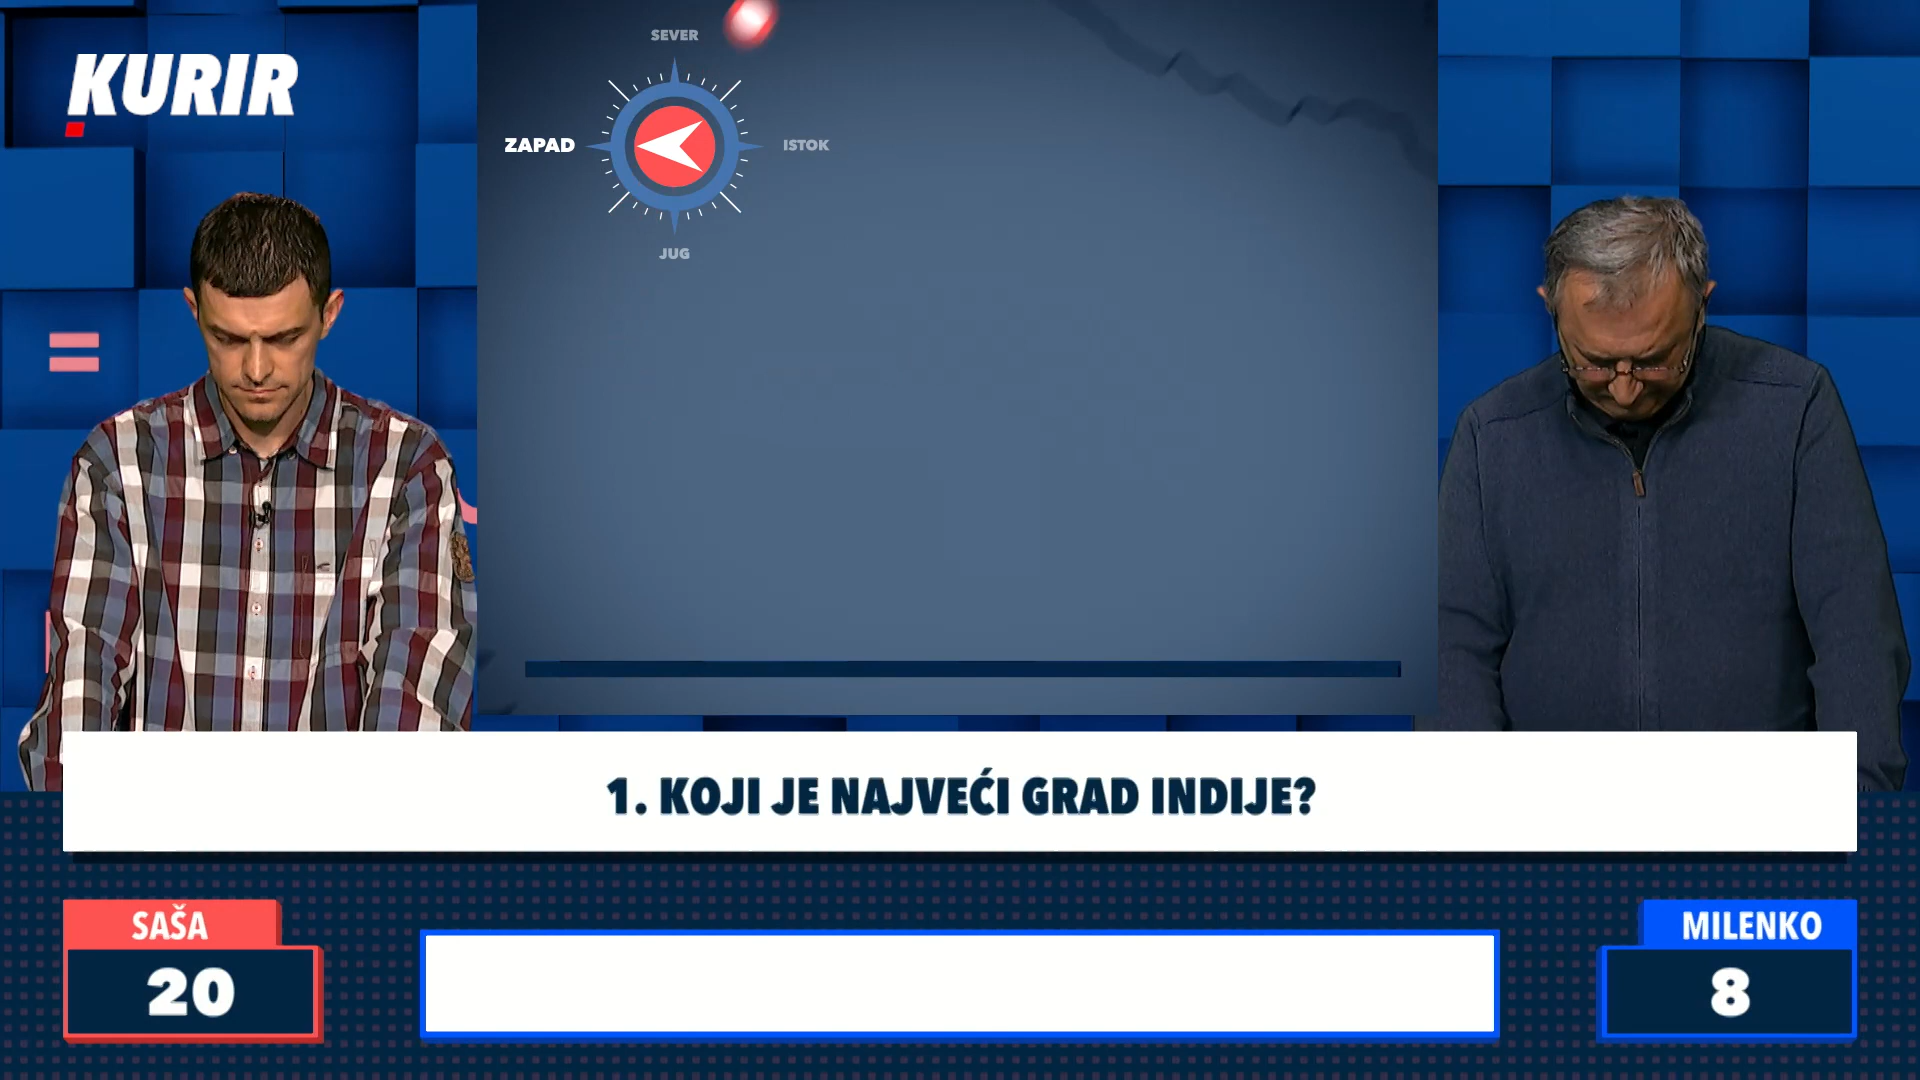 KURIR
SEVER
ZAPAD
ISTOK
JUG
1. KOJI JE NAJVEĆI GRAD INDIJE?
SAŠA
20
MILENKO
8